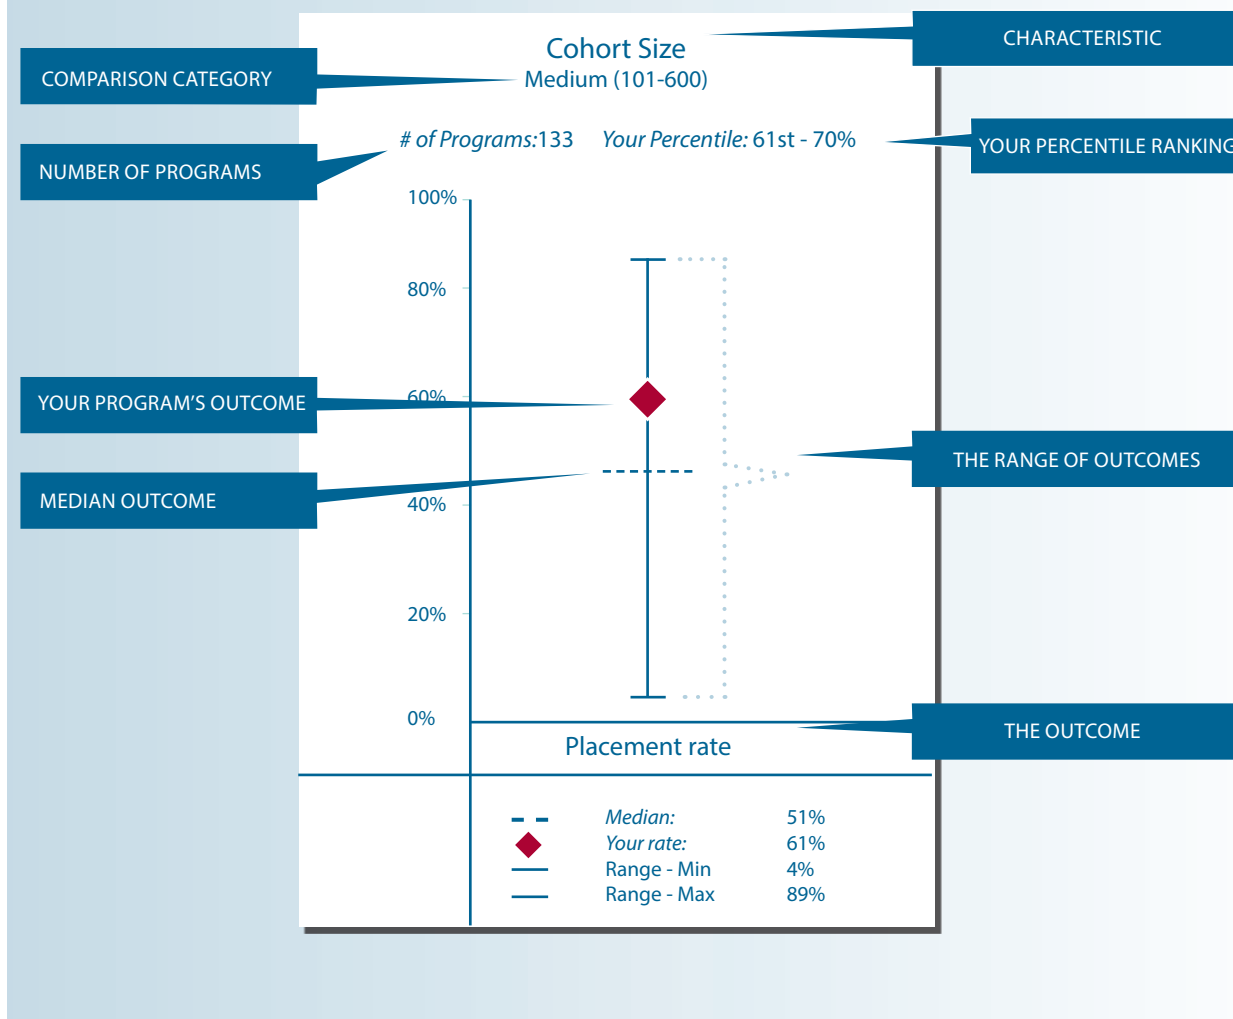 Cohort Size
CHARACTERISTIC
COMPARISON CATEGORY
Medium (101-600)
# of Programs:133 Your Percentile: 61st - 70%
YOUR PERCENTILE RANKING
NUMBER OF PROGRAMS
100%
80%
YOUR PROGRAM’S OUTCOME
60%
THE RANGE OF OUTCOMES
MEDIAN OUTCOME
40%
20%
0%
THE OUTCOME
Placement rate
Median: 51%
Your rate: 61%
Range - Min 4%
Range - Max 89%